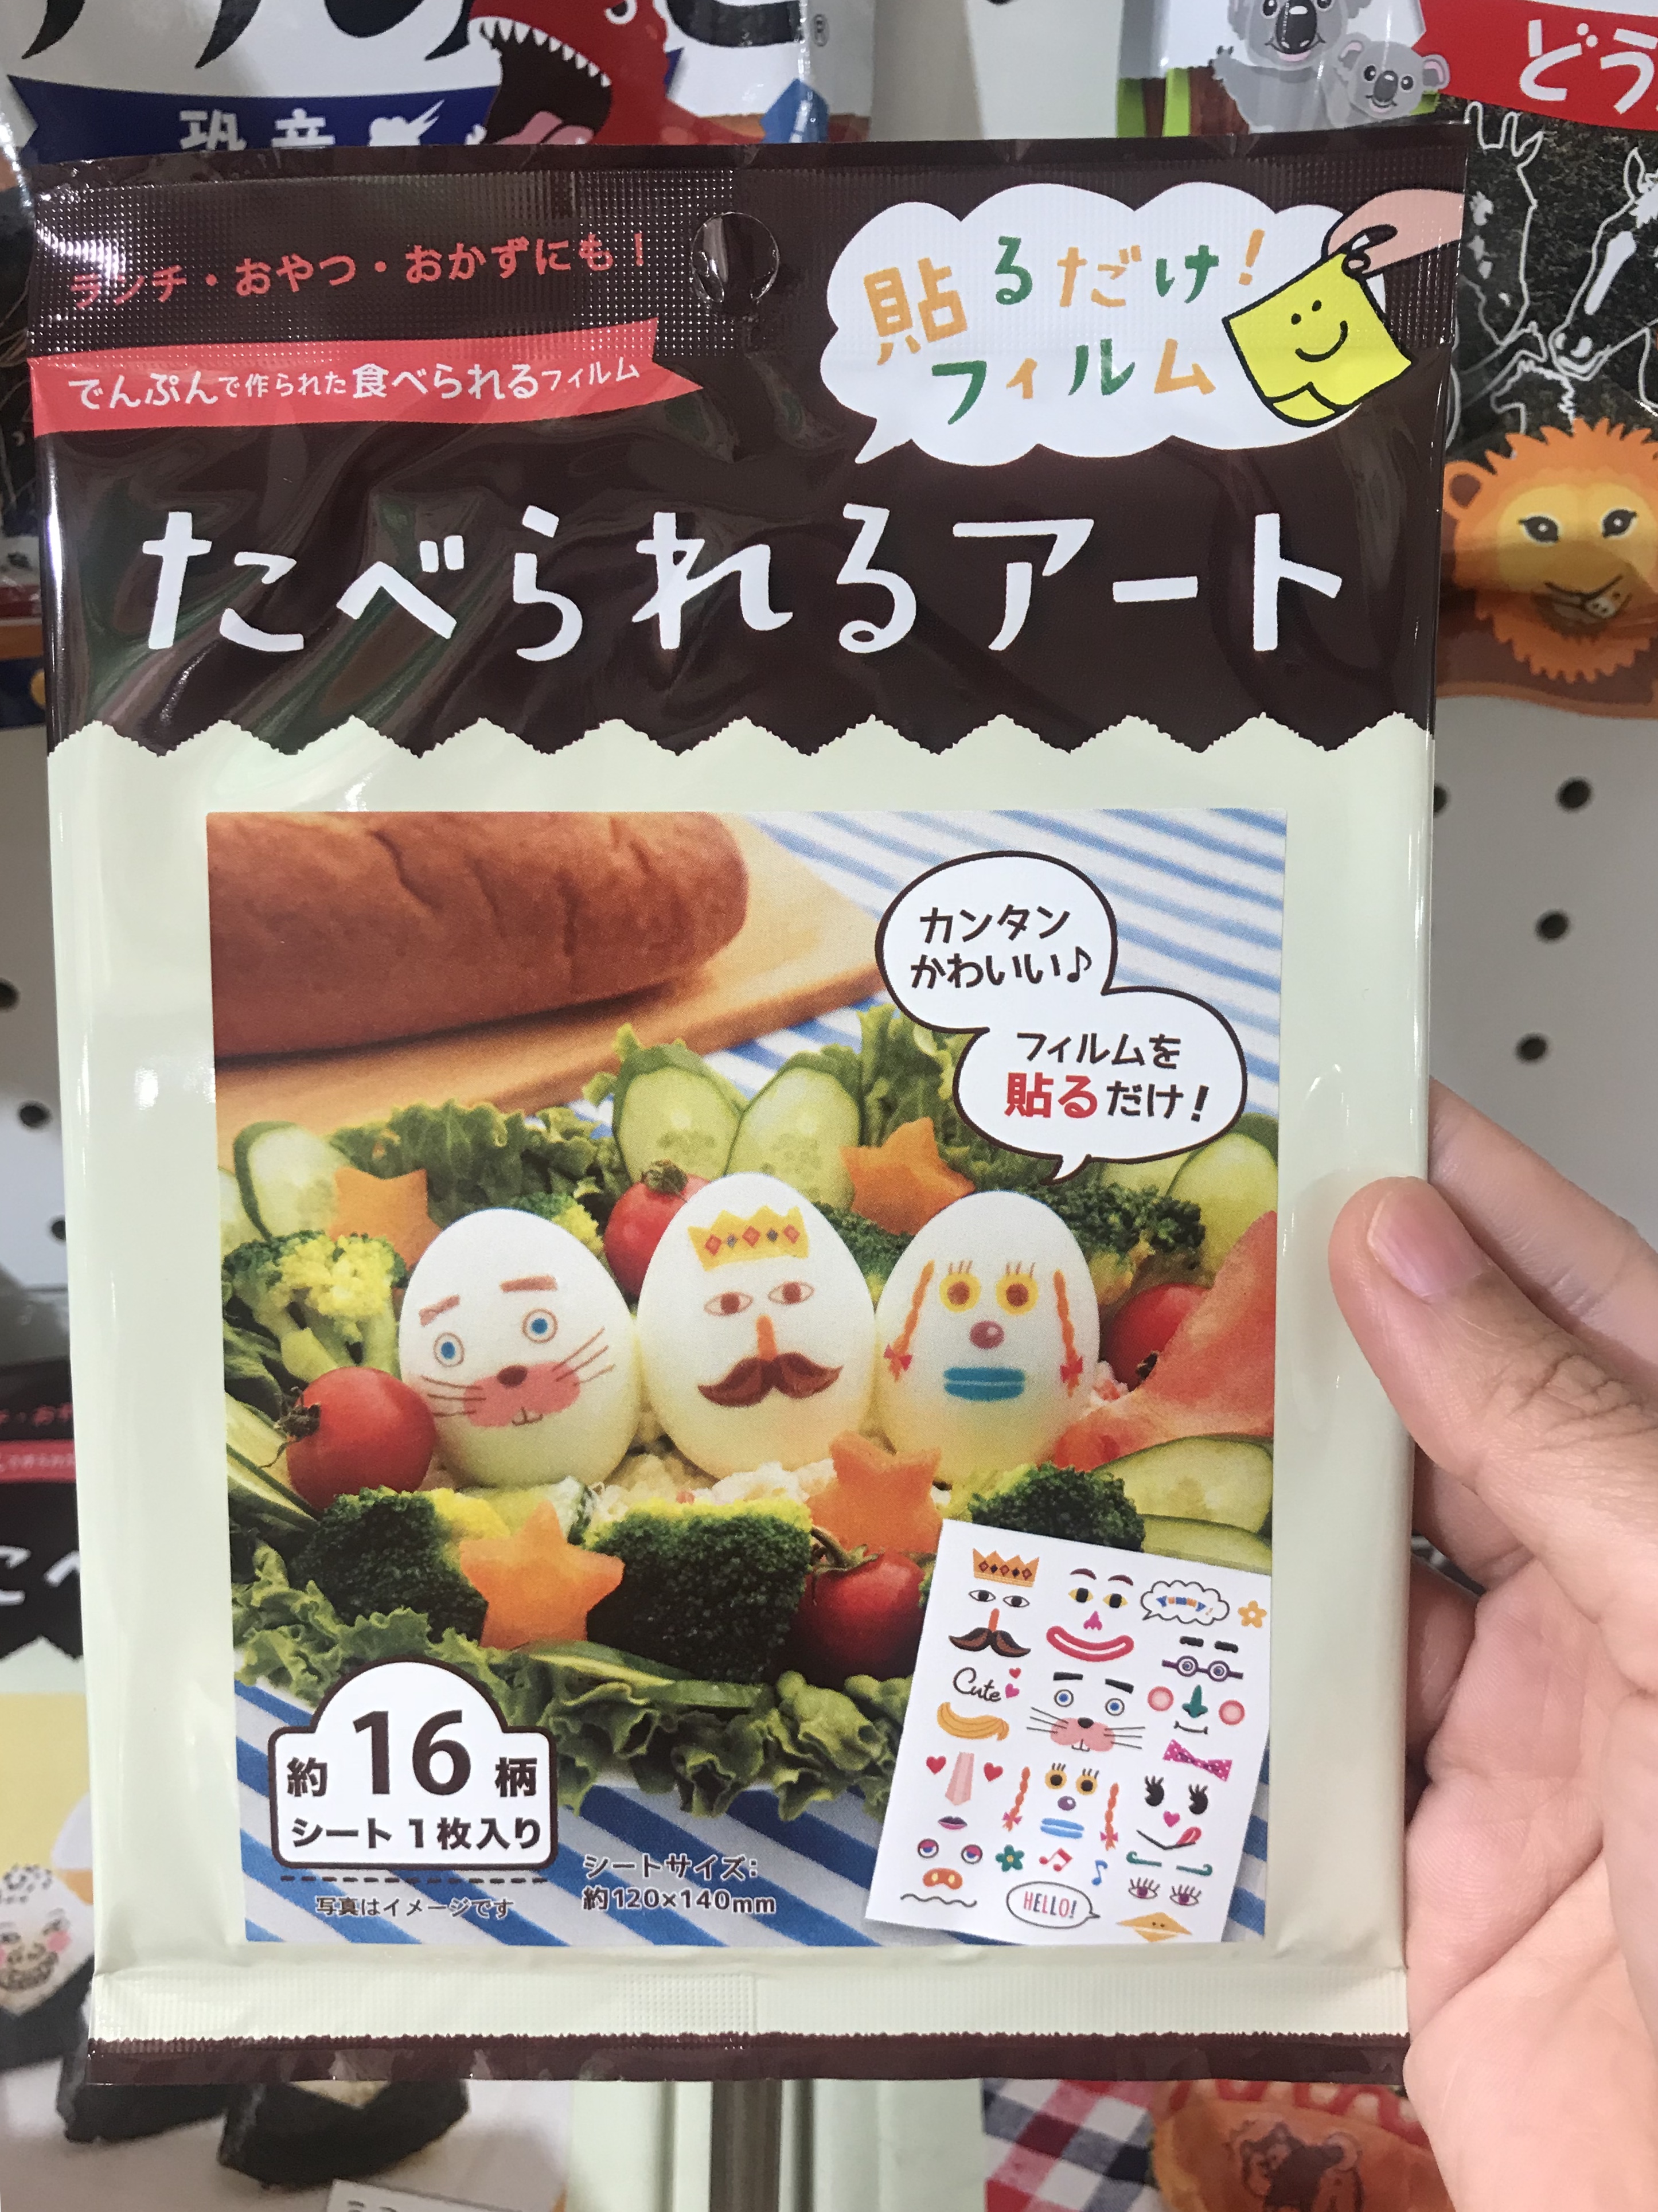 恐竜
どう
ランチ・おやつ・おかずにも!
でんぷんで作られた食べられるフィルム
貼るだけ!
フィルム
たべられるアート
カンタン
かわいい♪
フィルムを
貼るだけ!
約16柄
シート1枚入り
写真はイメージです
シートサイズ:
約120×140mm
Yummy!
Cute
HELLO!